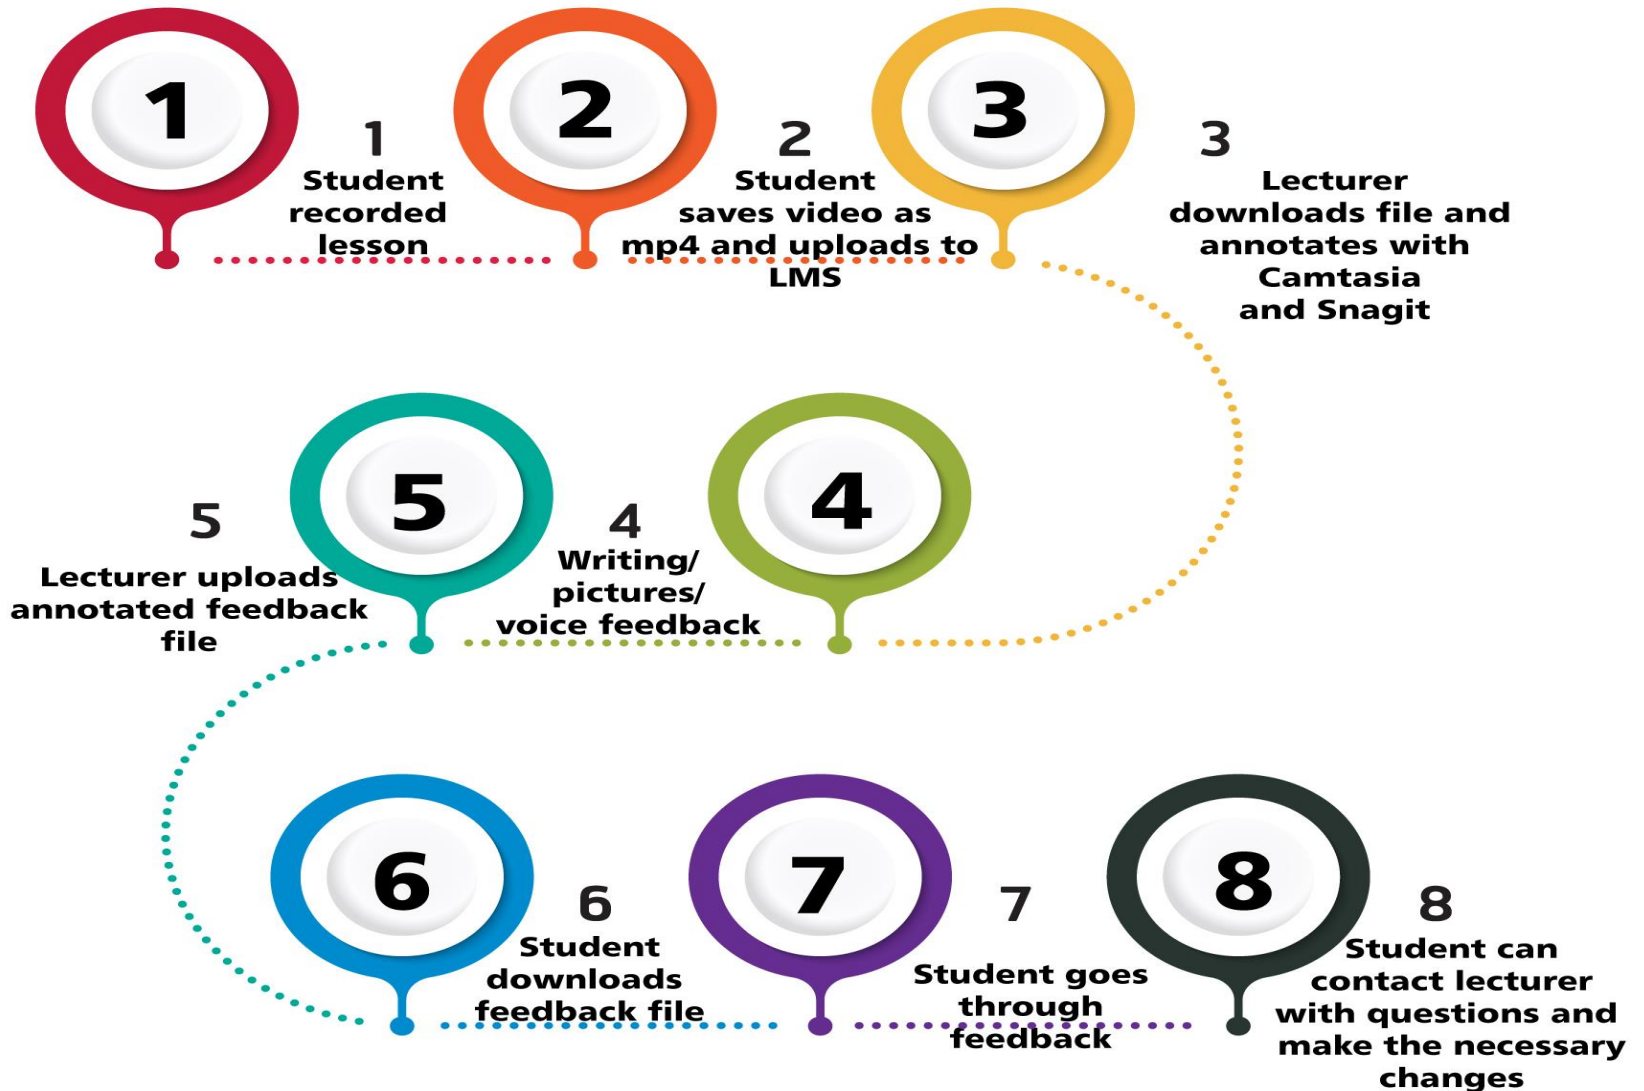 1
1
Student
recorded
lesson
2
2
Student
saves video as
mp4 and uploads to
LMS
3
3
Lecturer
downloads file and
annotates with
Camtasia
and Snagit
4
4
Writing/
pictures/
voice feedback
5
5
Lecturer uploads
annotated feedback
file
6
6
Student
downloads
feedback file
7
7
Student goes
through
feedback
8
8
Student can
contact lecturer
with questions and
make the necessary
changes